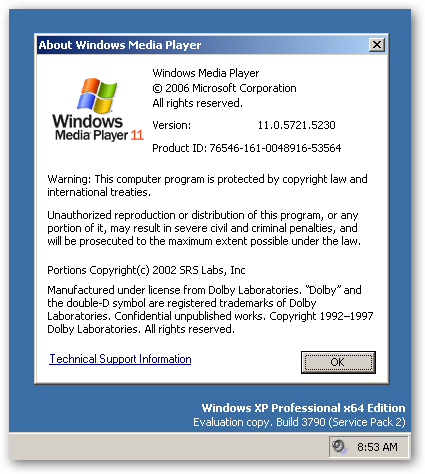 About Windows Media Player
Windows Media Player
© 2006 Microsoft Corporation
All rights reserved.
Windows
Media Player 11
Version: 11.0.5721.5230
Product ID: 76546-161-0048916-53564
Warning: This computer program is protected by copyright law and
international treaties.
Unauthorized reproduction or distribution of this program, or any
portion of it, may result in severe civil and criminal penalties, and
will be prosecuted to the maximum extent possible under the law.
Portions Copyright(c) 2002 SRS Labs, Inc
Manufactured under license from Dolby Laboratories. “Dolby” and
the double-D symbol are registered trademarks of Dolby
Laboratories. Confidential unpublished works. Copyright 1992–1997
Dolby Laboratories. All rights reserved.
Technical Support Information
OK
Windows XP Professional x64 Edition
Evaluation copy. Build 3790 (Service Pack 2)
8:53 AM